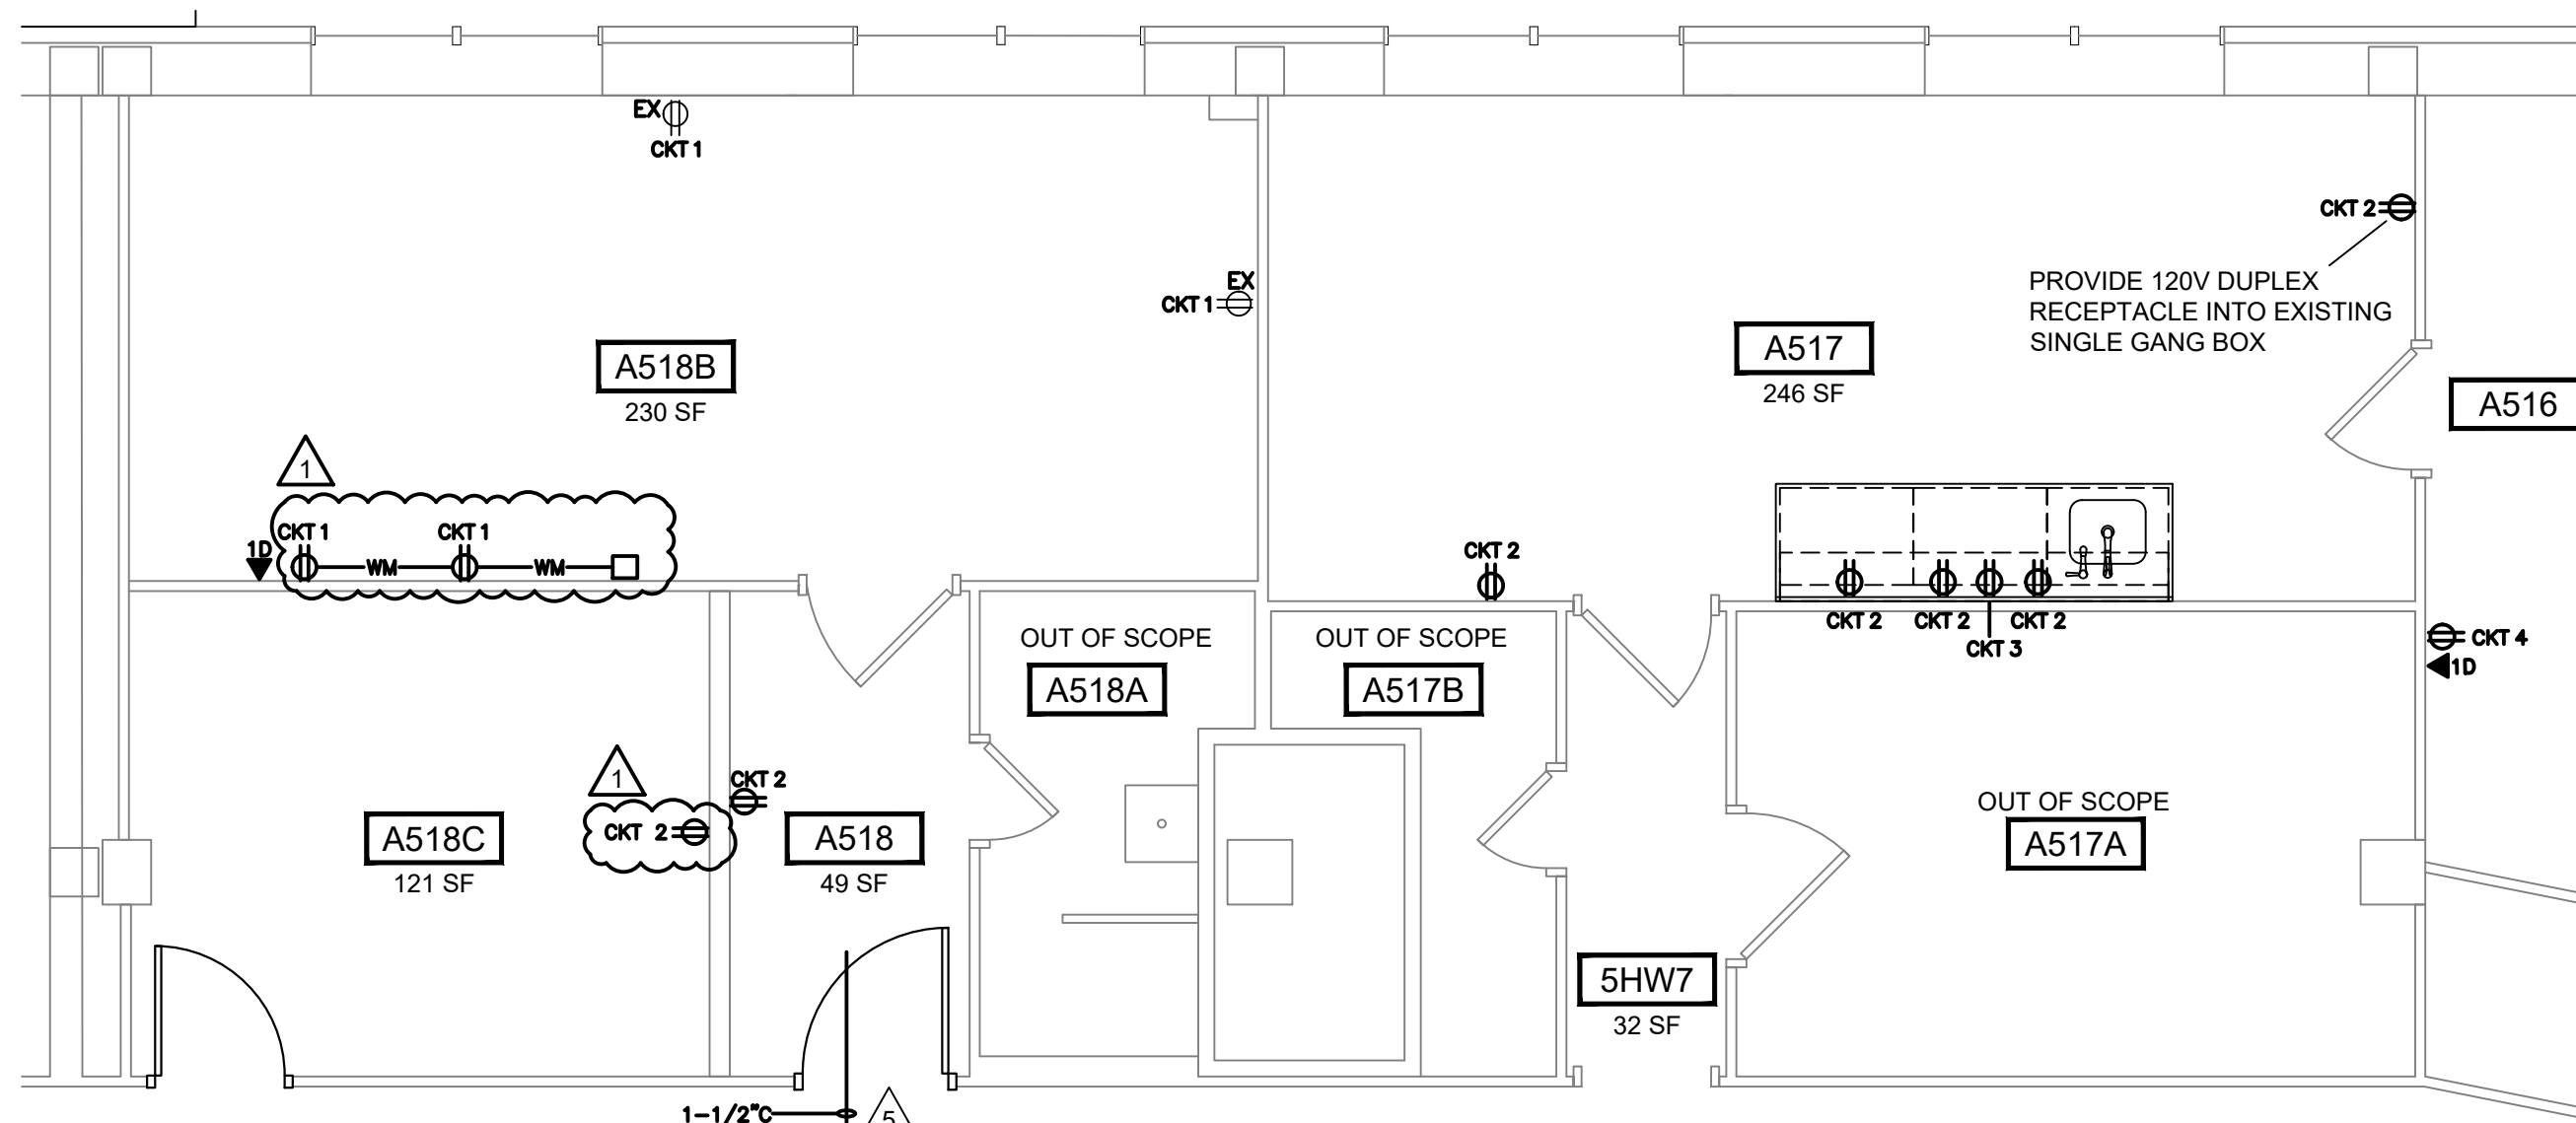 EX
CKT 1
EX
CKT 1
CKT 2
PROVIDE 120V DUPLEX
RECEPTACLE INTO EXISTING
SINGLE GANG BOX
A518B
230 SF
A517
246 SF
A516
1
CKT 1
CKT 1
1D
WM
WM
CKT 2
CKT 2
CKT 2
CKT 2
CKT 3
OUT OF SCOPE
A518A
OUT OF SCOPE
A517B
CKT 4
1D
1
CKT 2
CKT 2
A518C
121 SF
A518
49 SF
OUT OF SCOPE
A517A
5HW7
32 SF
1-1/2"C
5